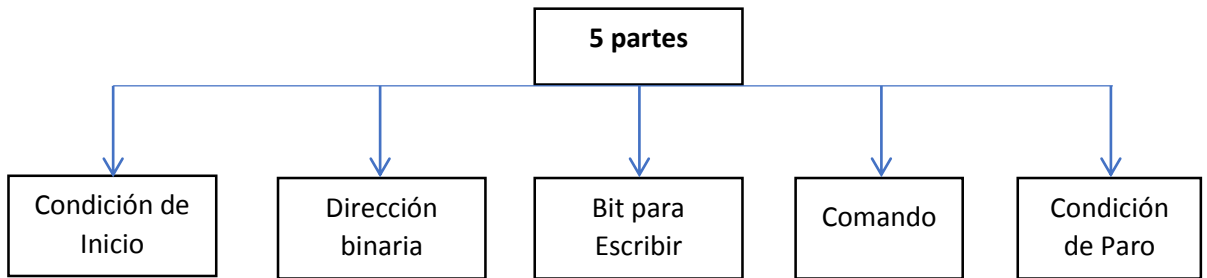 5 partes
Condición de
Inicio
Dirección
binaria
Bit para
Escribir
Comando
Condición
de Paro